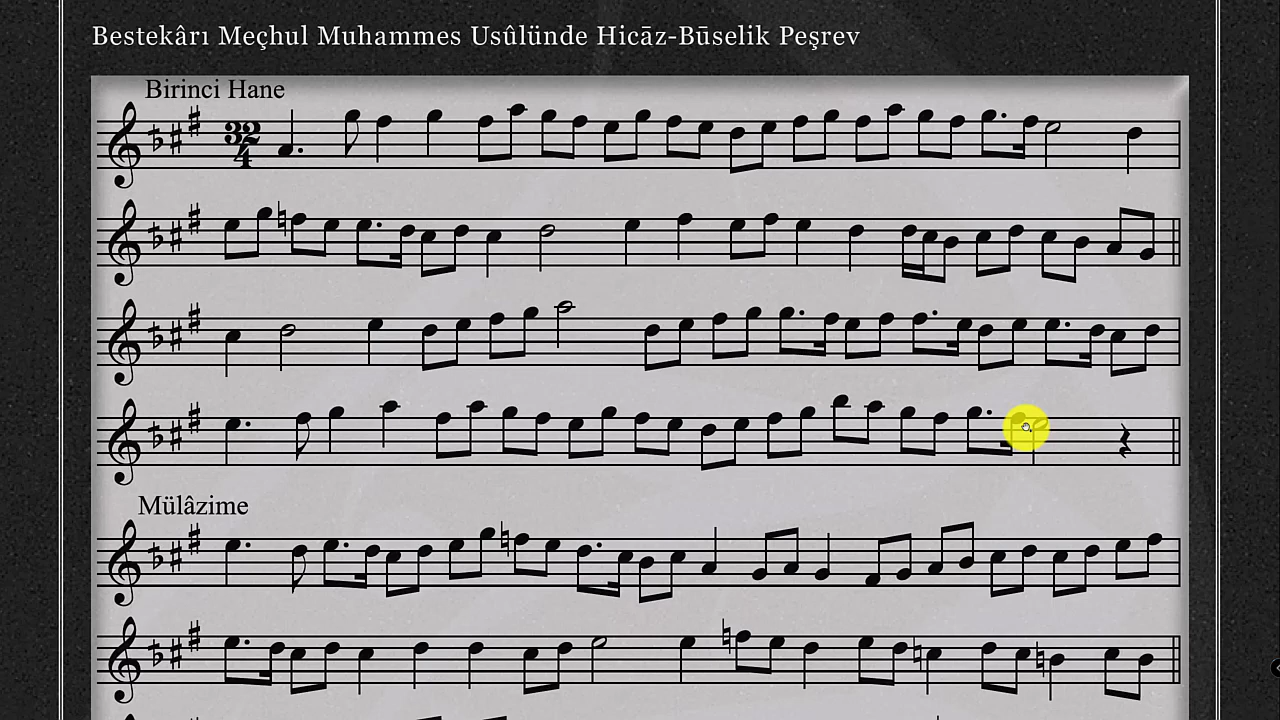 Bestekârı Meçhul Muhammes Usûlünde Hicāz-Būselik Peşrev
Birinci Hane
32
4
Mülâzime